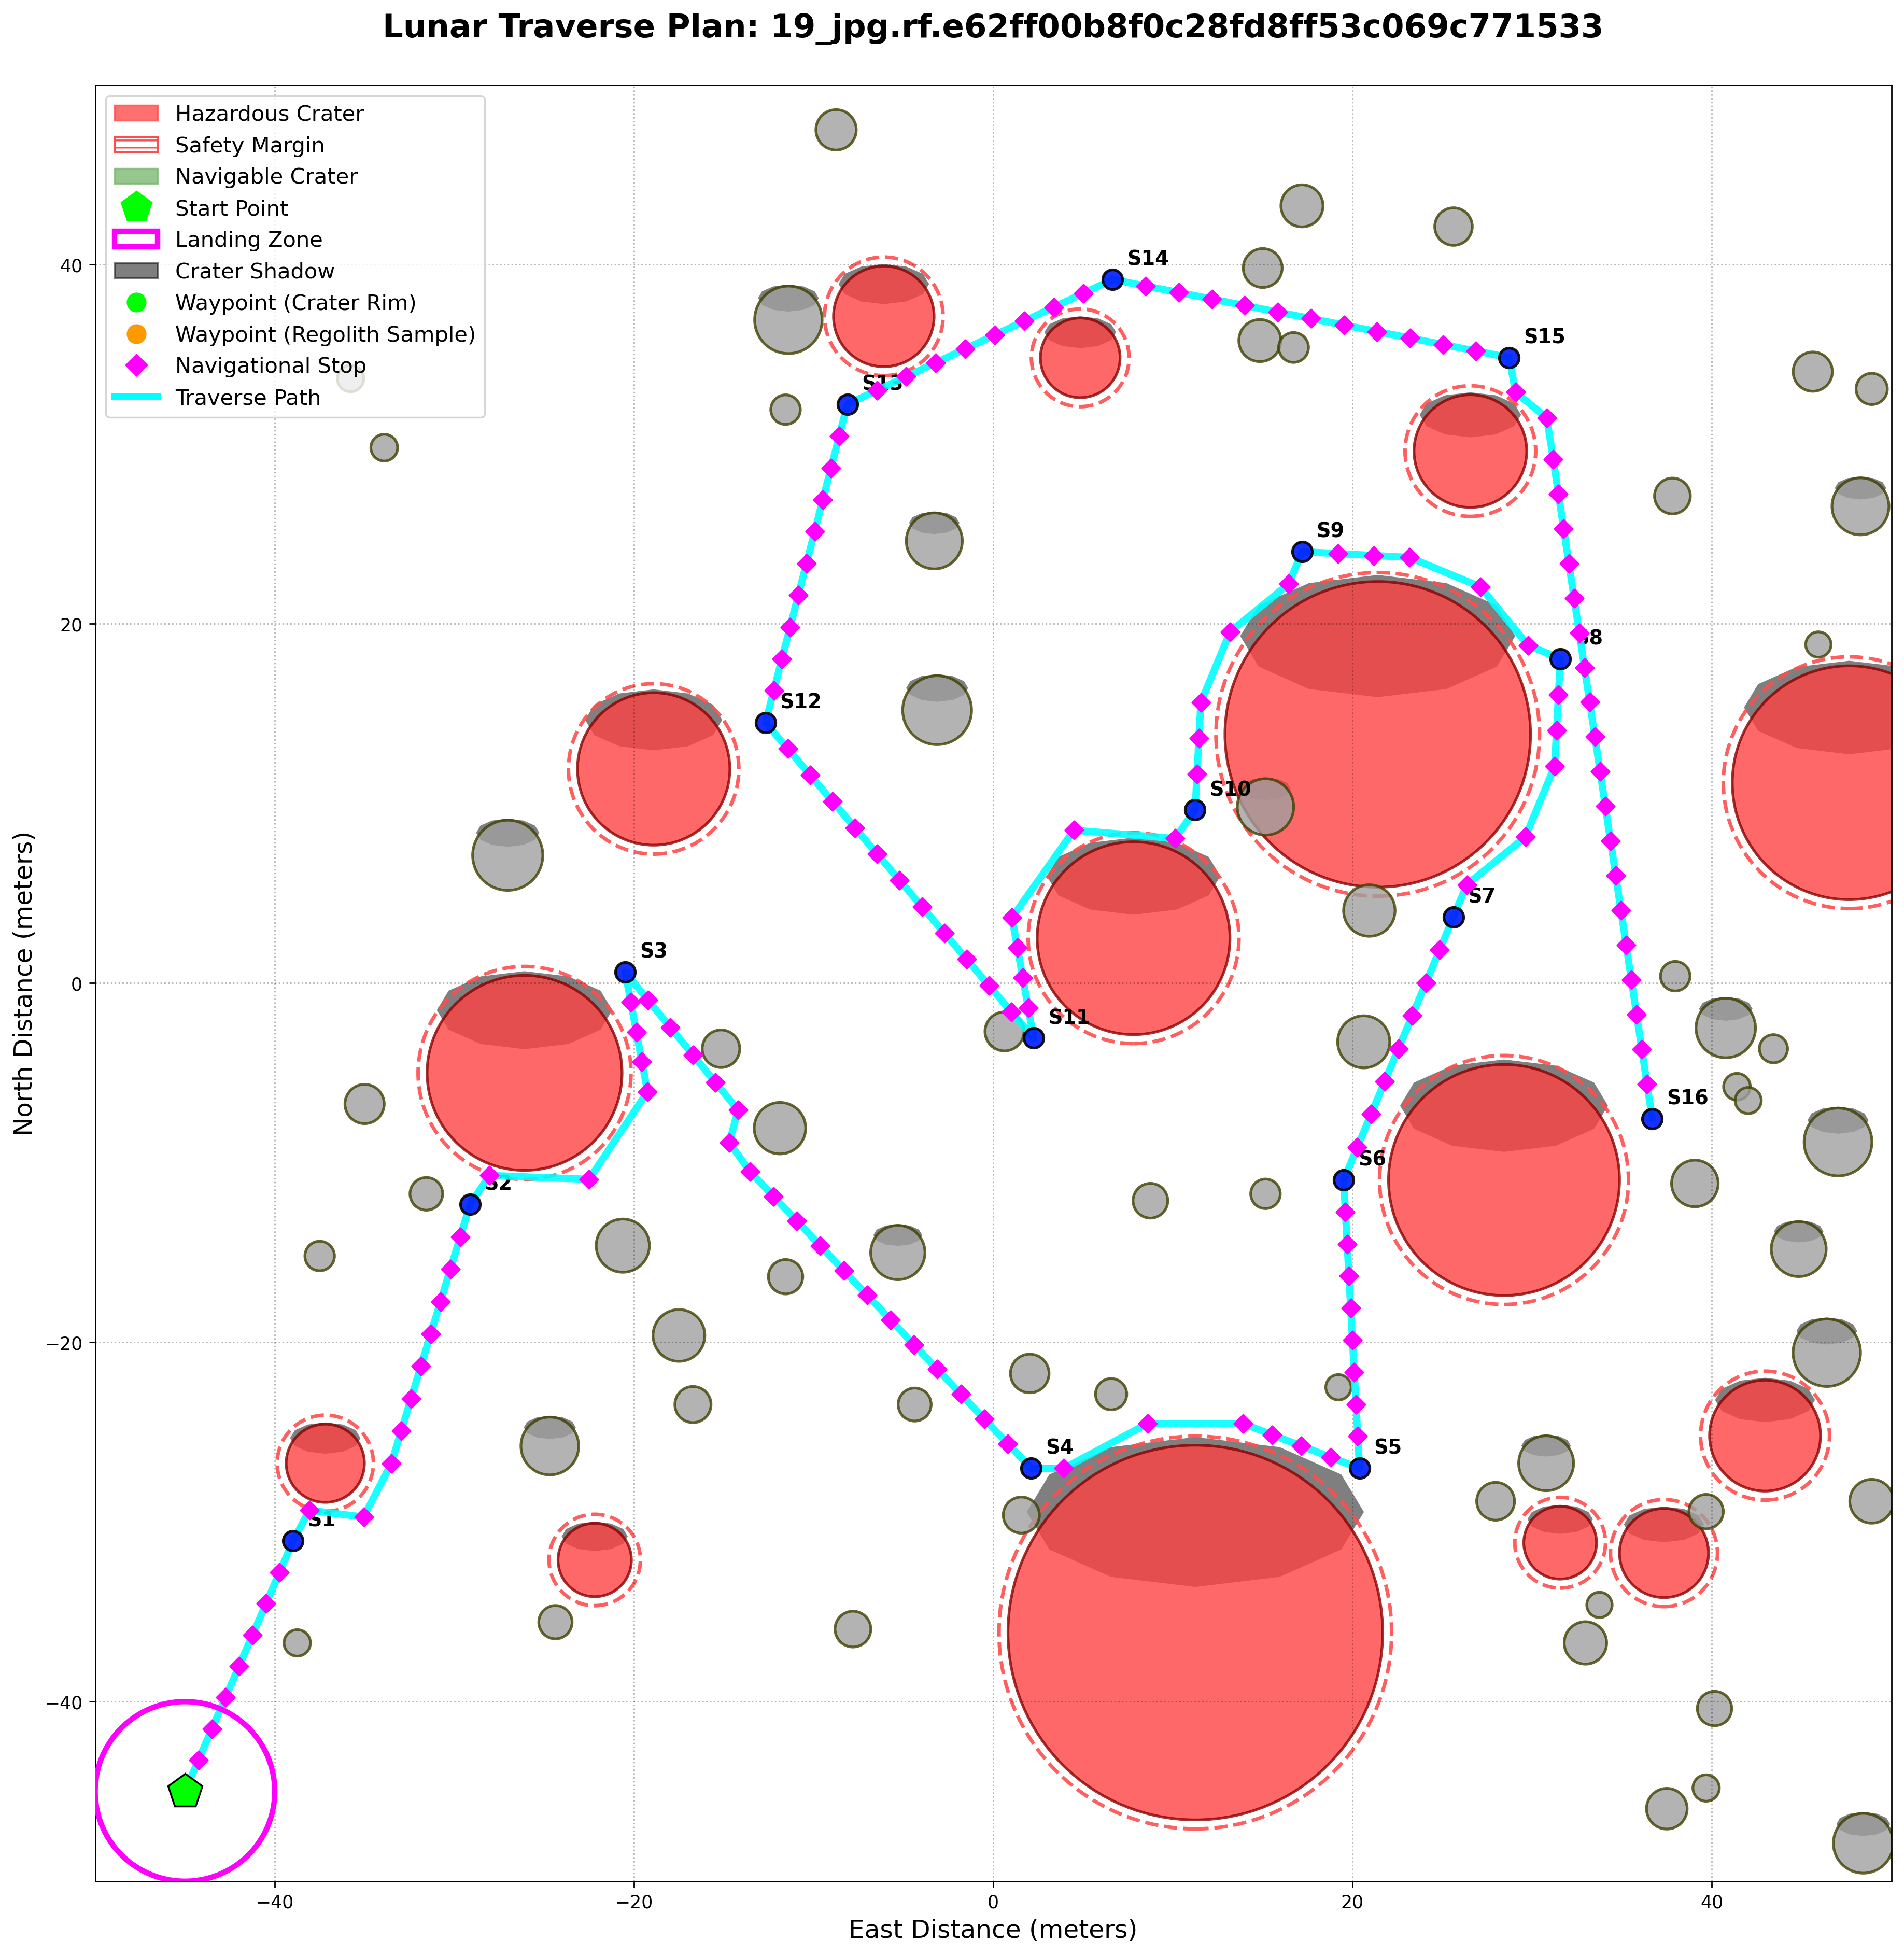 Lunar Traverse Plan: 19_jpg.rf.e62ff00b8f0c28fd8ff53c069c771533
Hazardous Crater
Safety Margin
Navigable Crater
Start Point
Landing Zone
Crater Shadow
Waypoint (Crater Rim)
Waypoint (Regolith Sample)
Navigational Stop
Traverse Path
S14
S15
S13
S9
S8
S12
S10
S7
S3
S11
S16
S6
S2
S4
S5
S1
40
20
0
−20
−40
−40
−20
0
20
40
North Distance (meters)
East Distance (meters)